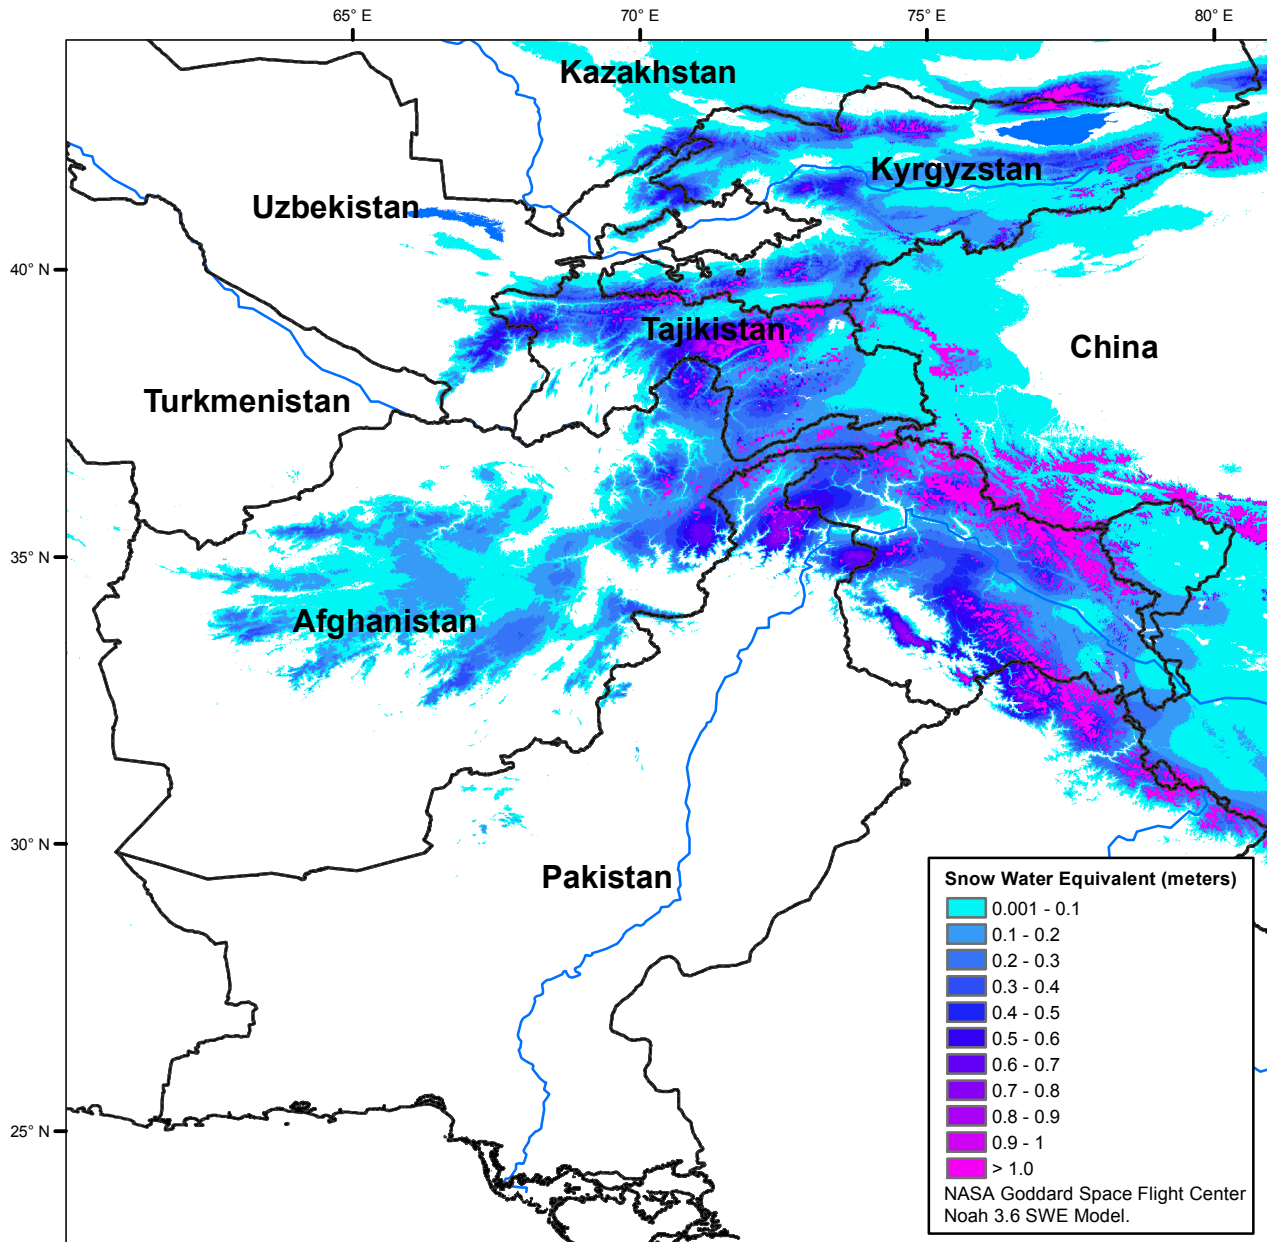 65° E
70° E
75° E
80° E
Kazakhstan
Kyrgyzstan
Uzbekistan
40° N
Tajikistan
China
Turkmenistan
35° N
Afghanistan
30° N
Pakistan
25° N
Snow Water Equivalent (meters)
0.001 - 0.1
0.1 - 0.2
0.2 - 0.3
0.3 - 0.4
0.4 - 0.5
0.5 - 0.6
0.6 - 0.7
0.7 - 0.8
0.8 - 0.9
0.9 - 1
> 1.0
NASA Goddard Space Flight Center
Noah 3.6 SWE Model.